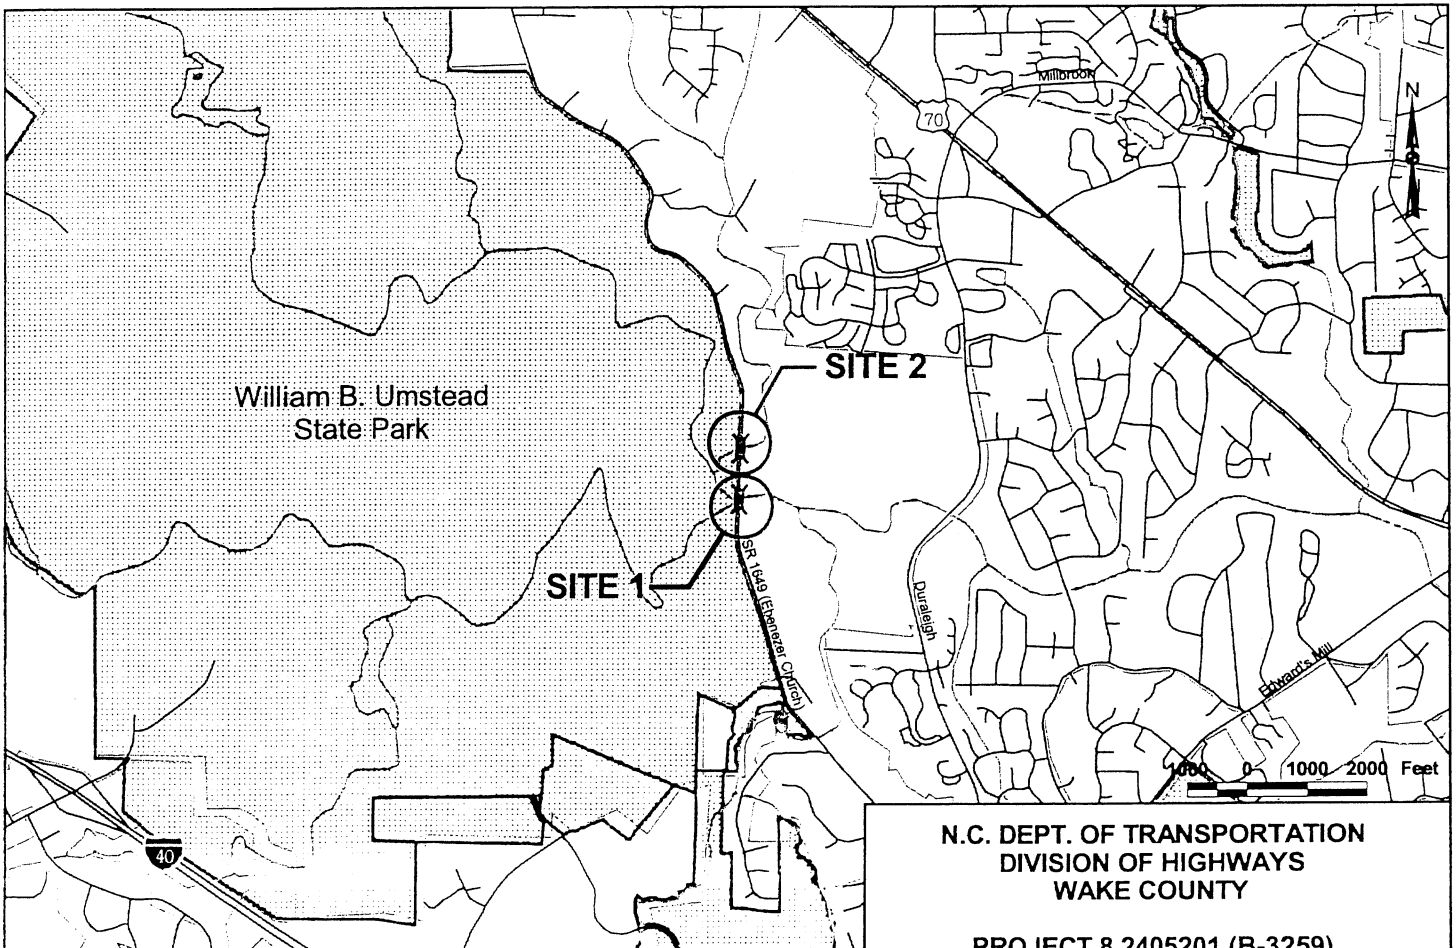 Millbrook
N
70
SITE 2
William B. Umstead
State Park
SITE 1
SR 1649 (Ebenezer Church)
Duraleigh
Edward's Mill
1000 0 1000 2000 Feet
40
N.C. DEPT. OF TRANSPORTATION
DIVISION OF HIGHWAYS
WAKE COUNTY
PROJECT 8.2405201 (B-3259)